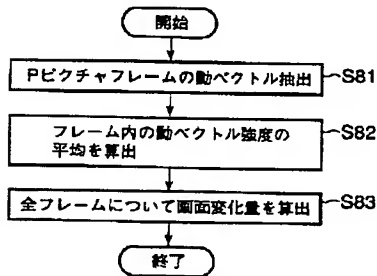 開始
Pピクチャフレームの動ベクトル抽出 S81
フレーム内の動ベクトル強度の
平均を算出 S82
全フレームについて画面変化量を算出 S83
終了